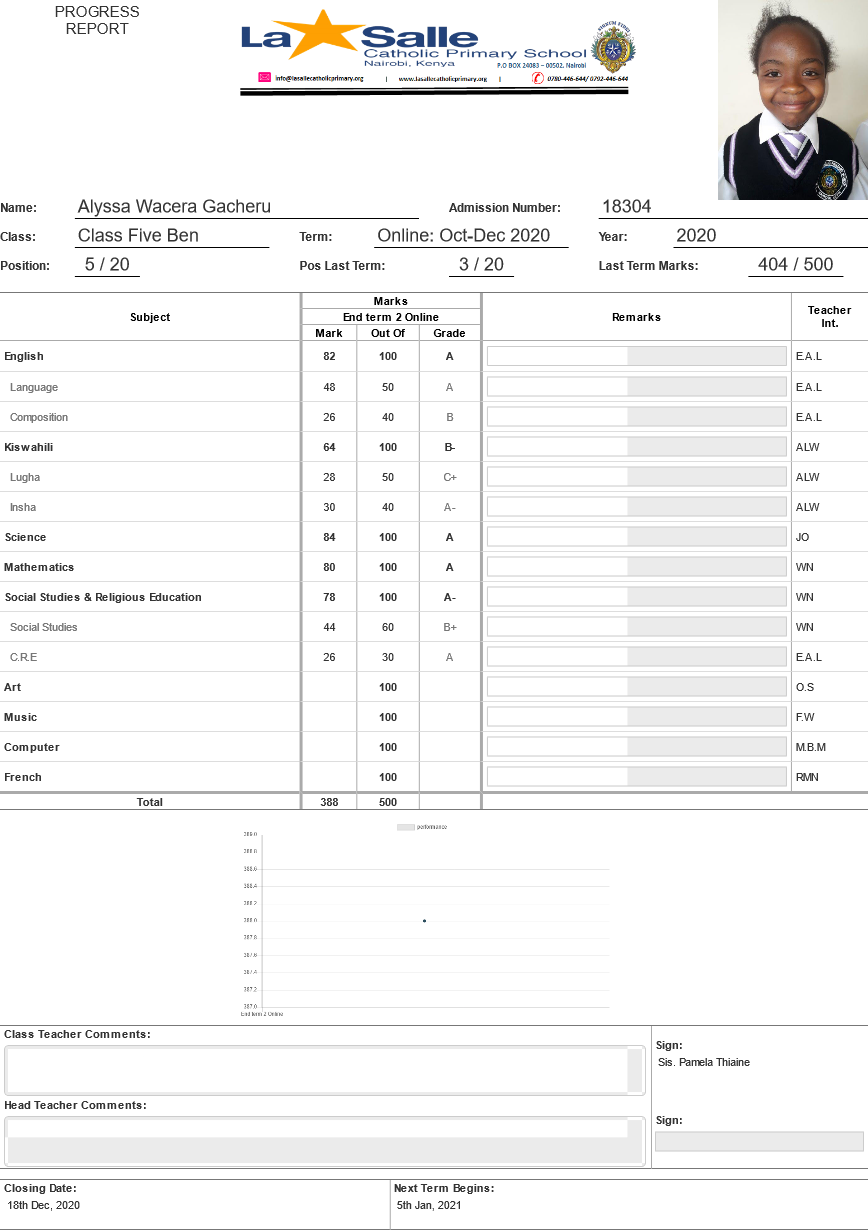 PROGRESS
REPORT
La Salle
Catholic Primary School
Nairobi, Kenya
P.O BOX 24083 – 00502, Nairobi
info@lasallecatholicprimary.org | www.lasallecatholicprimary.org | 0780-446-644/ 0792-446-644
Name: Alyssa Wacera Gacheru Admission Number: 18304
Class: Class Five Ben Term: Online: Oct-Dec 2020 Year: 2020
Position: 5 / 20 Pos Last Term: 3 / 20 Last Term Marks: 404 / 500
Subject Marks Remarks Teacher Int.
End term 2 Online
Mark Out Of Grade
English 82 100 A E.A.L
Language 48 50 A E.A.L
Composition 26 40 B E.A.L
Kiswahili 64 100 B- ALW
Lugha 28 50 C+ ALW
Insha 30 40 A- ALW
Science 84 100 A JO
Mathematics 80 100 A WN
Social Studies & Religious Education 78 100 A- WN
Social Studies 44 60 B+ WN
C.R.E 26 30 A E.A.L
Art 100 O.S
Music 100 F.W
Computer 100 M.B.M
French 100 RMN
Total 388 500
performance
389.0
388.8
388.6
388.4
388.2
388.0
387.8
387.6
387.4
387.2
387.0
End term 2 Online
Class Teacher Comments:
Sign:
Sis. Pamela Thiaine
Head Teacher Comments:
Sign:
Closing Date: Next Term Begins:
18th Dec, 2020 5th Jan, 2021